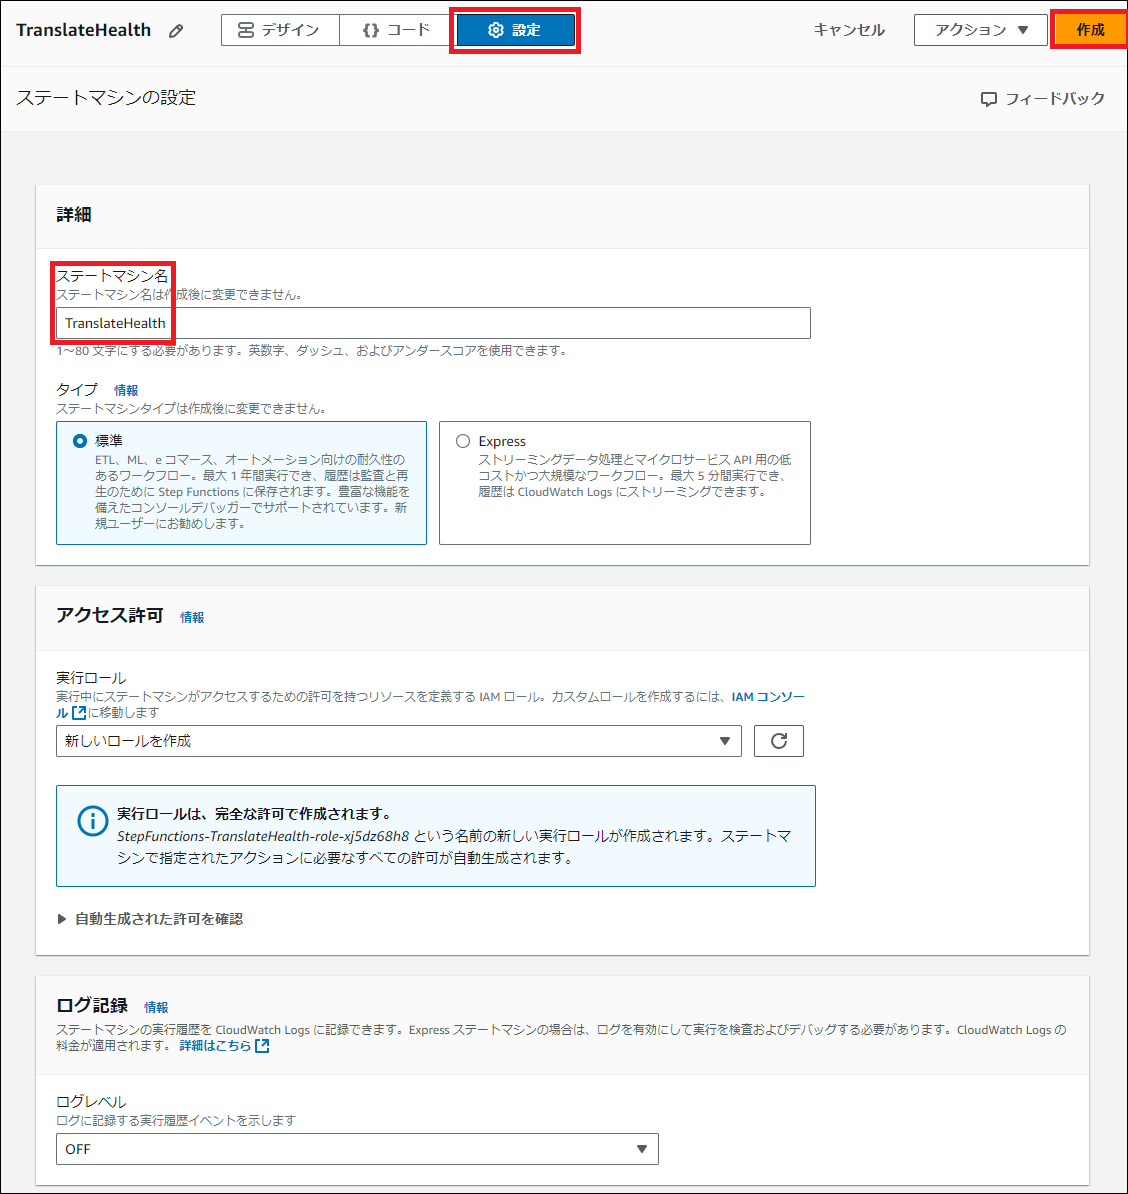 TranslateHealth
デザイン
{} コード
設定
キャンセル
アクション ▼
作成
ステートマシンの設定
フィードバック
詳細
ステートマシン名
ステートマシン名は作成後に変更できません。
TranslateHealth
1～80 文字にする必要があります。英数字、ダッシュ、およびアンダースコアを使用できます。
タイプ 情報
ステートマシンタイプは作成後に変更できません。
標準
ETL、ML、e コマース、オートメーション向けの耐久性の
あるワークフロー。最大 1 年間実行でき、履歴は監査と再
生のために Step Functions に保存されます。豊富な機能を
備えたコンソールデバッガーでサポートされています。新
規ユーザーにお勧めします。
Express
ストリーミングデータ処理とマイクロサービス API 用の低
コストかつ大規模なワークフロー。最大 5 分間実行でき、
履歴は CloudWatch Logs にストリーミングできます。
アクセス許可 情報
実行ロール
実行中にステートマシンがアクセスするための許可を持つリソースを定義する IAM ロール。カスタムロールを作成するには、IAM コンソー
ル に移動します
新しいロールを作成
実行ロールは、完全な許可で作成されます。
StepFunctions-TranslateHealth-role-xj5dz68h8 という名前の新しい実行ロールが作成されます。ステートマ
シンで指定されたアクションに必要なすべての許可が自動生成されます。
自動生成された許可を確認
ログ記録 情報
ステートマシンの実行履歴を CloudWatch Logs に記録できます。Express ステートマシンの場合は、ログを有効にして実行を検査およびデバッグする必要があります。CloudWatch Logs の
料金が適用されます。 詳細はこちら
ログレベル
ログに記録する実行履歴イベントを示します
OFF